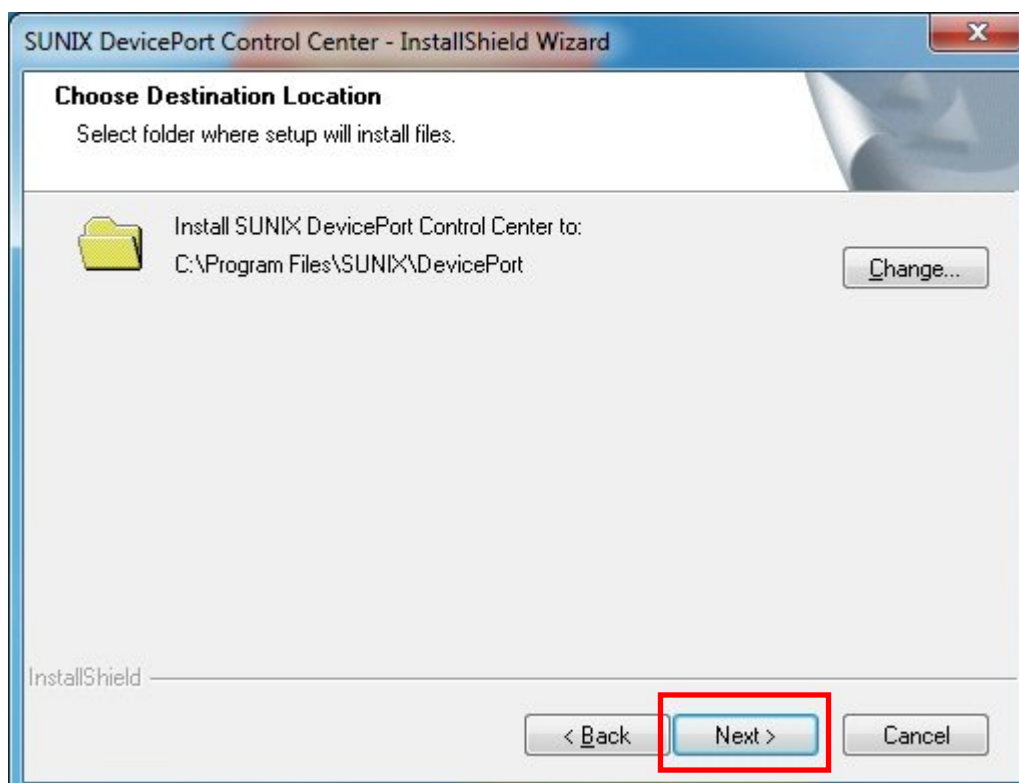 SUNIX DevicePort Control Center - InstallShield Wizard
Choose Destination Location
Select folder where setup will install files.
Install SUNIX DevicePort Control Center to:
C:\Program Files\SUNIX\DevicePort
Change...
InstallShield
< Back
Next >
Cancel